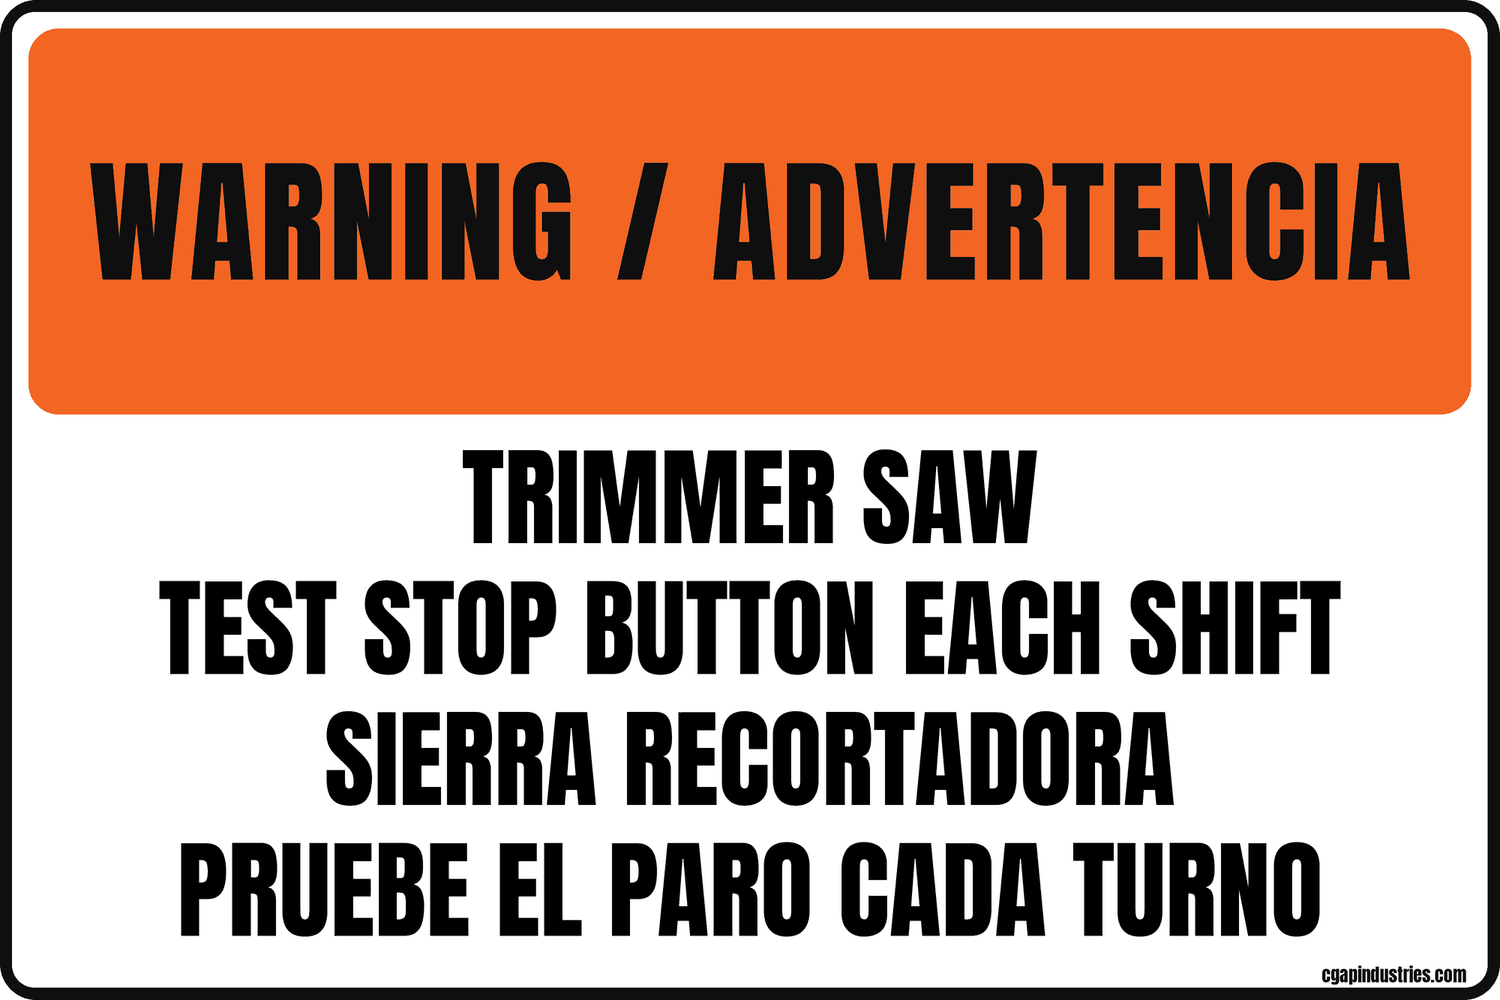 WARNING / ADVERTENCIA
TRIMMER SAW
TEST STOP BUTTON EACH SHIFT
SIERRA RECORTADORA
PRUEBE EL PARO CADA TURNO
cgapindustries.com